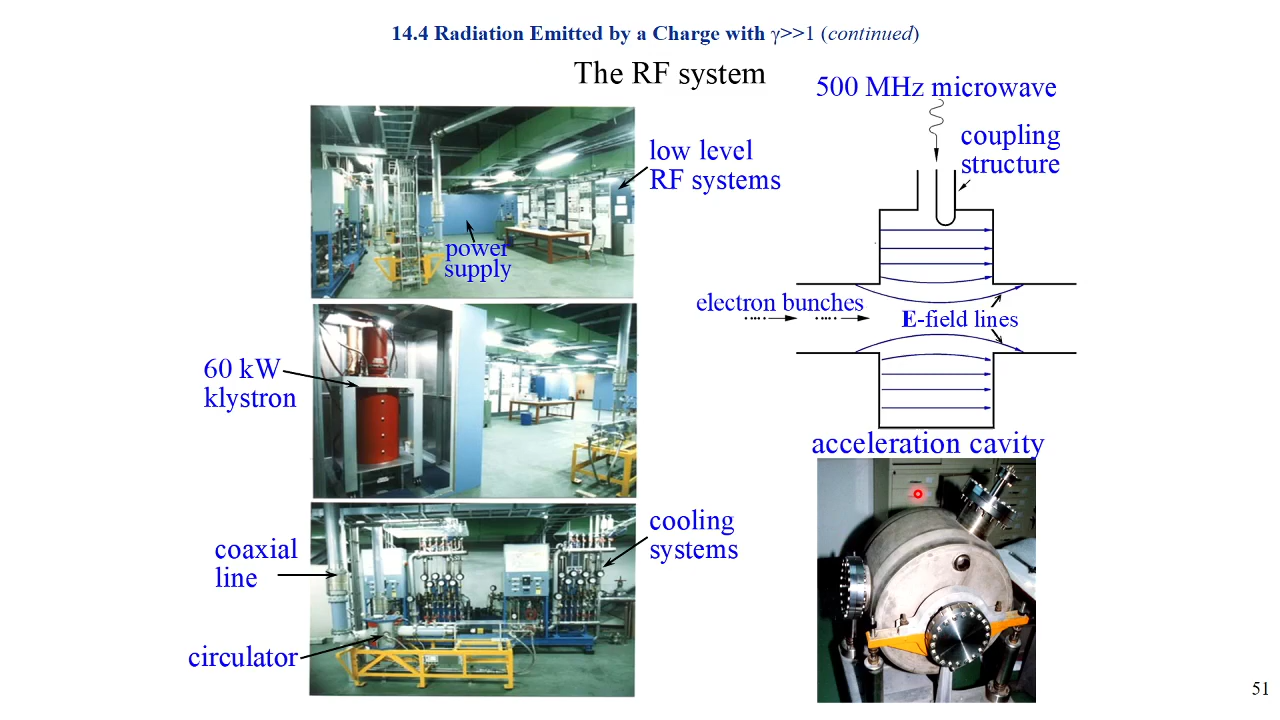 14.4 Radiation Emitted by a Charge with γ>>1 (continued)
The RF system
500 MHz microwave
coupling
structure
low level
RF systems
power
supply
electron bunches
E-field lines
60 kW
klystron
acceleration cavity
coaxial
line
cooling
systems
circulator
51